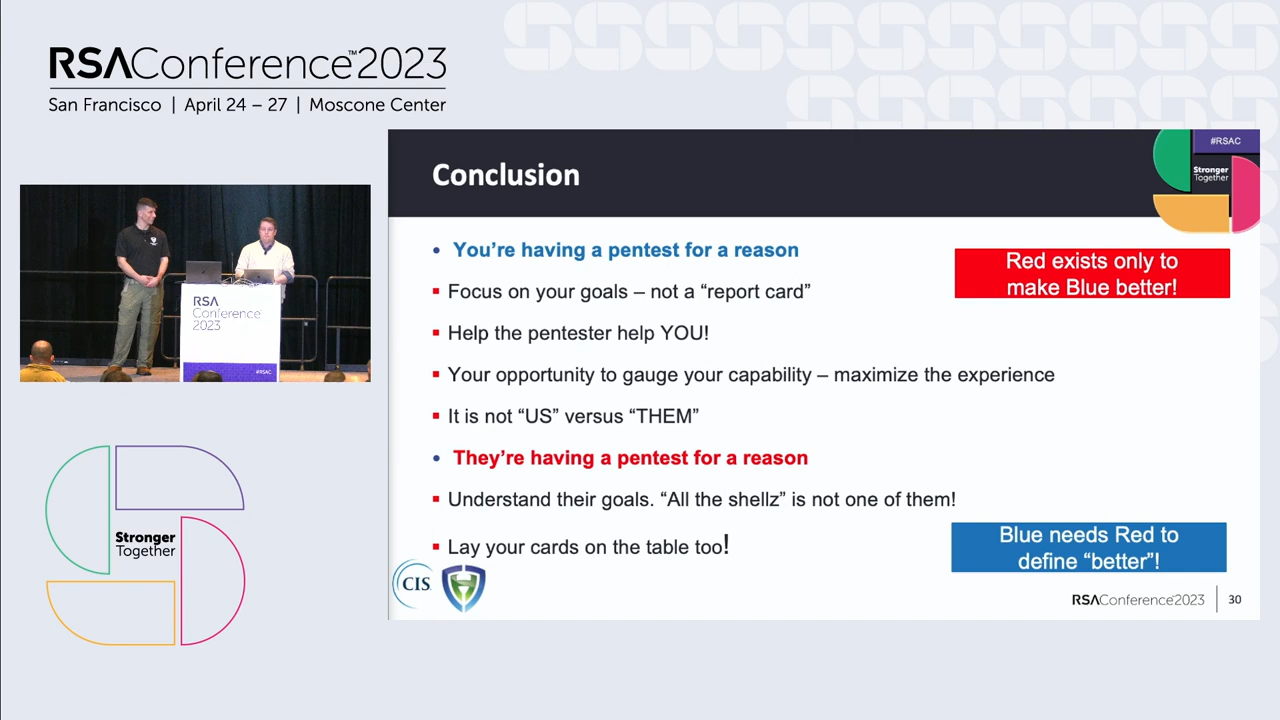 RSAConference™2023
San Francisco | April 24 – 27 | Moscone Center
#RSAC
Stronger
Together
Conclusion
• You’re having a pentest for a reason
Red exists only to
make Blue better!
▪ Focus on your goals – not a “report card”
▪ Help the pentester help YOU!
▪ Your opportunity to gauge your capability – maximize the experience
▪ It is not “US” versus “THEM”
• They’re having a pentest for a reason
▪ Understand their goals. “All the shellz” is not one of them!
Blue needs Red to
define “better”!
▪ Lay your cards on the table too!
CIS
RSAConference2023 | 30
RSA
Conference
2023
#RSAC
Stronger
Together